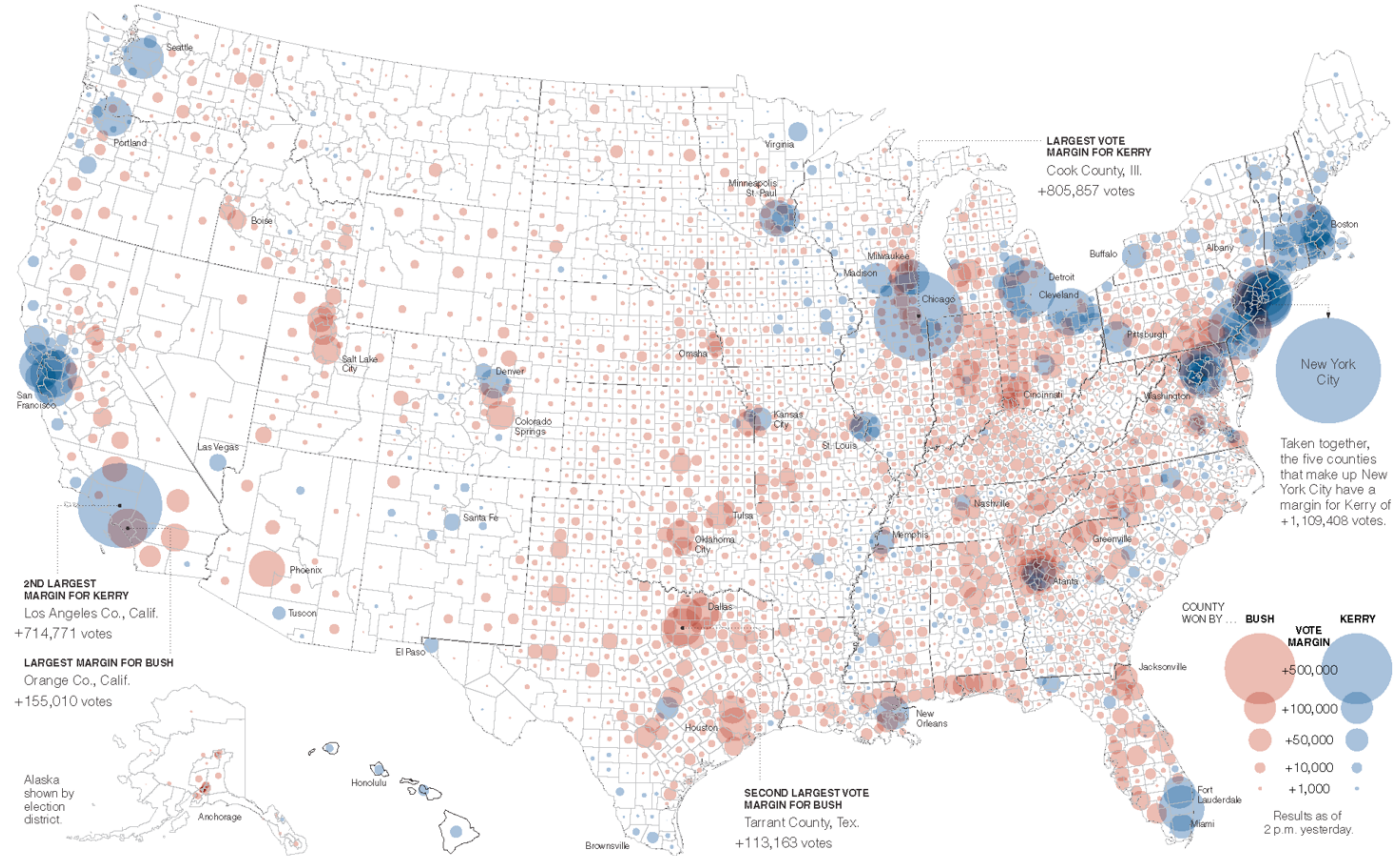 Seattle
Portland
Virginia
Minneapolis
St. Paul
LARGEST VOTE
MARGIN FOR KERRY
Cook County, Ill.
+805,857 votes
Boise
Milwaukee
Madison
Chicago
Detroit
Cleveland
Buffalo
Albany
Boston
Pittsburgh
New York
City
Salt Lake
City
Omaha
Denver
Colorado
Springs
Kansas
City
St. Louis
Cincinnati
Washington
San
Francisco
Las Vegas
Taken together,
the five counties
that make up New
York City have a
margin for Kerry of
+1,109,408 votes.
Santa Fe
Tulsa
Oklahoma
City
Nashville
Memphis
Greenville
Atlanta
Phoenix
Tuscon
2ND LARGEST
MARGIN FOR KERRY
Los Angeles Co., Calif.
+714,771 votes
LARGEST MARGIN FOR BUSH
Orange Co., Calif.
+155,010 votes
Dallas
El Paso
Houston
New
Orleans
Jacksonville
COUNTY
WON BY ... BUSH VOTE MARGIN KERRY
+500,000
+100,000
+50,000
+10,000
+1,000
Results as of
2 p.m. yesterday.
Fort
Lauderdale
Miami
Alaska
shown by
election
district.
Anchorage
Honolulu
Brownsville
SECOND LARGEST VOTE
MARGIN FOR BUSH
Tarrant County, Tex.
+113,163 votes